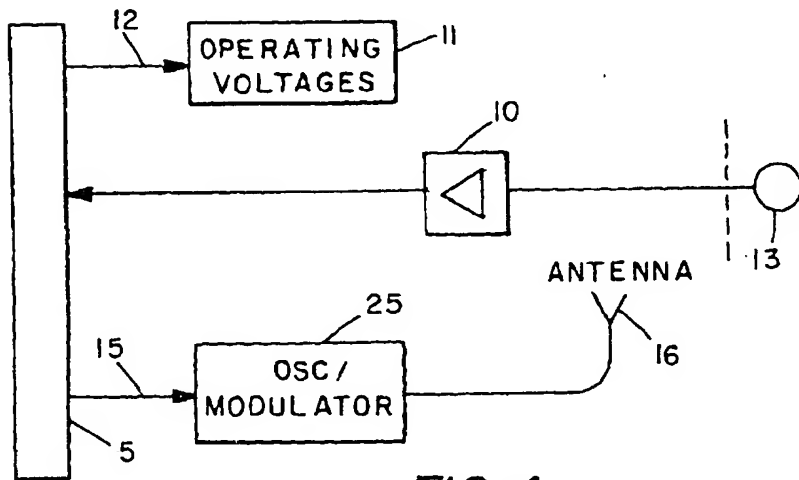 12
OPERATING
VOLTAGES
11
10
13
ANTENNA
16
25
15
OSC/
MODULATOR
5